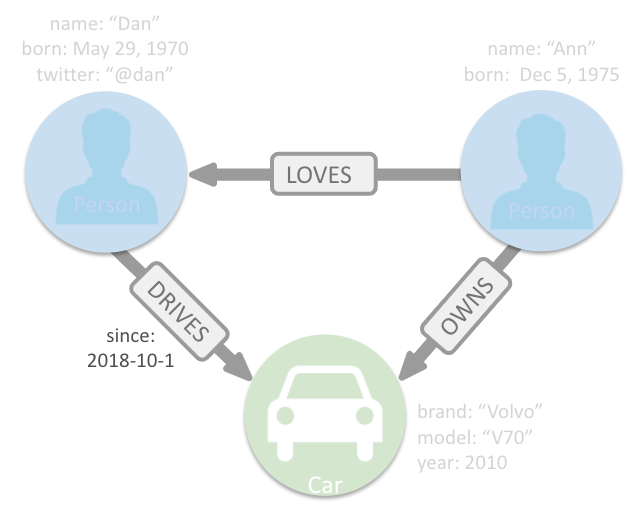 name: “Dan”
born: May 29, 1970
twitter: “@dan”
name: “Ann”
born:  Dec 5, 1975
Person
LOVES
Person
DRIVES
OWNS
since:
2018-10-1
brand: “Volvo”
model: “V70”
year: 2010
Car